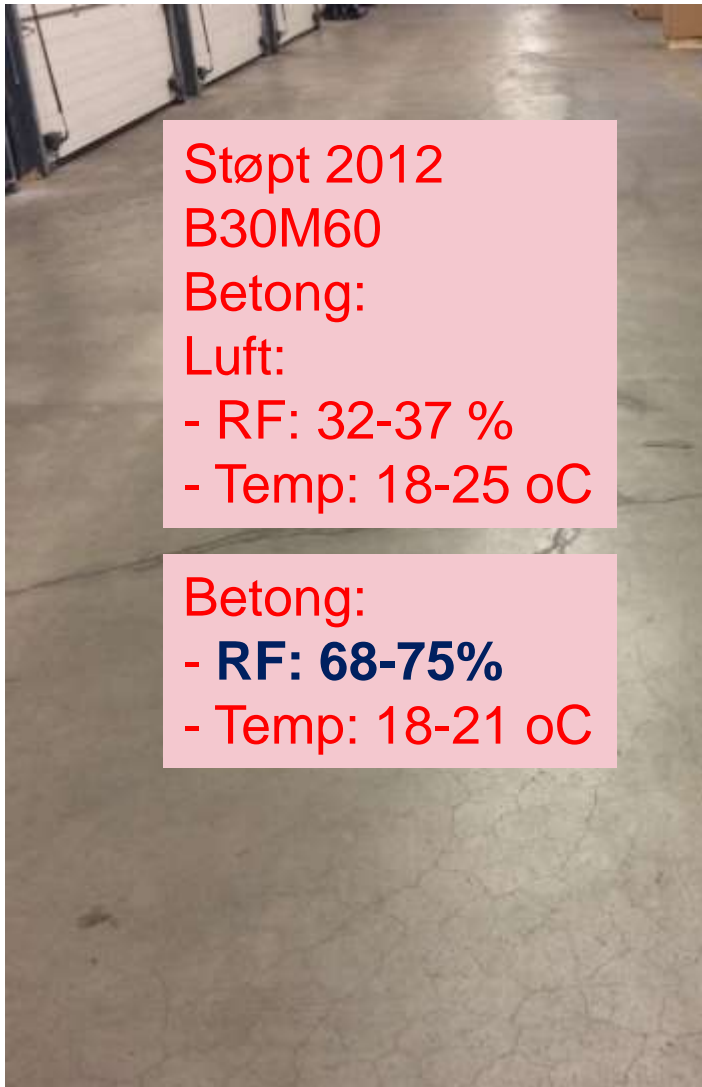 Støpt 2012
B30M60
Betong:
Luft:
- RF: 32-37 %
- Temp: 18-25 oC
Betong:
- RF: 68-75%
- Temp: 18-21 oC